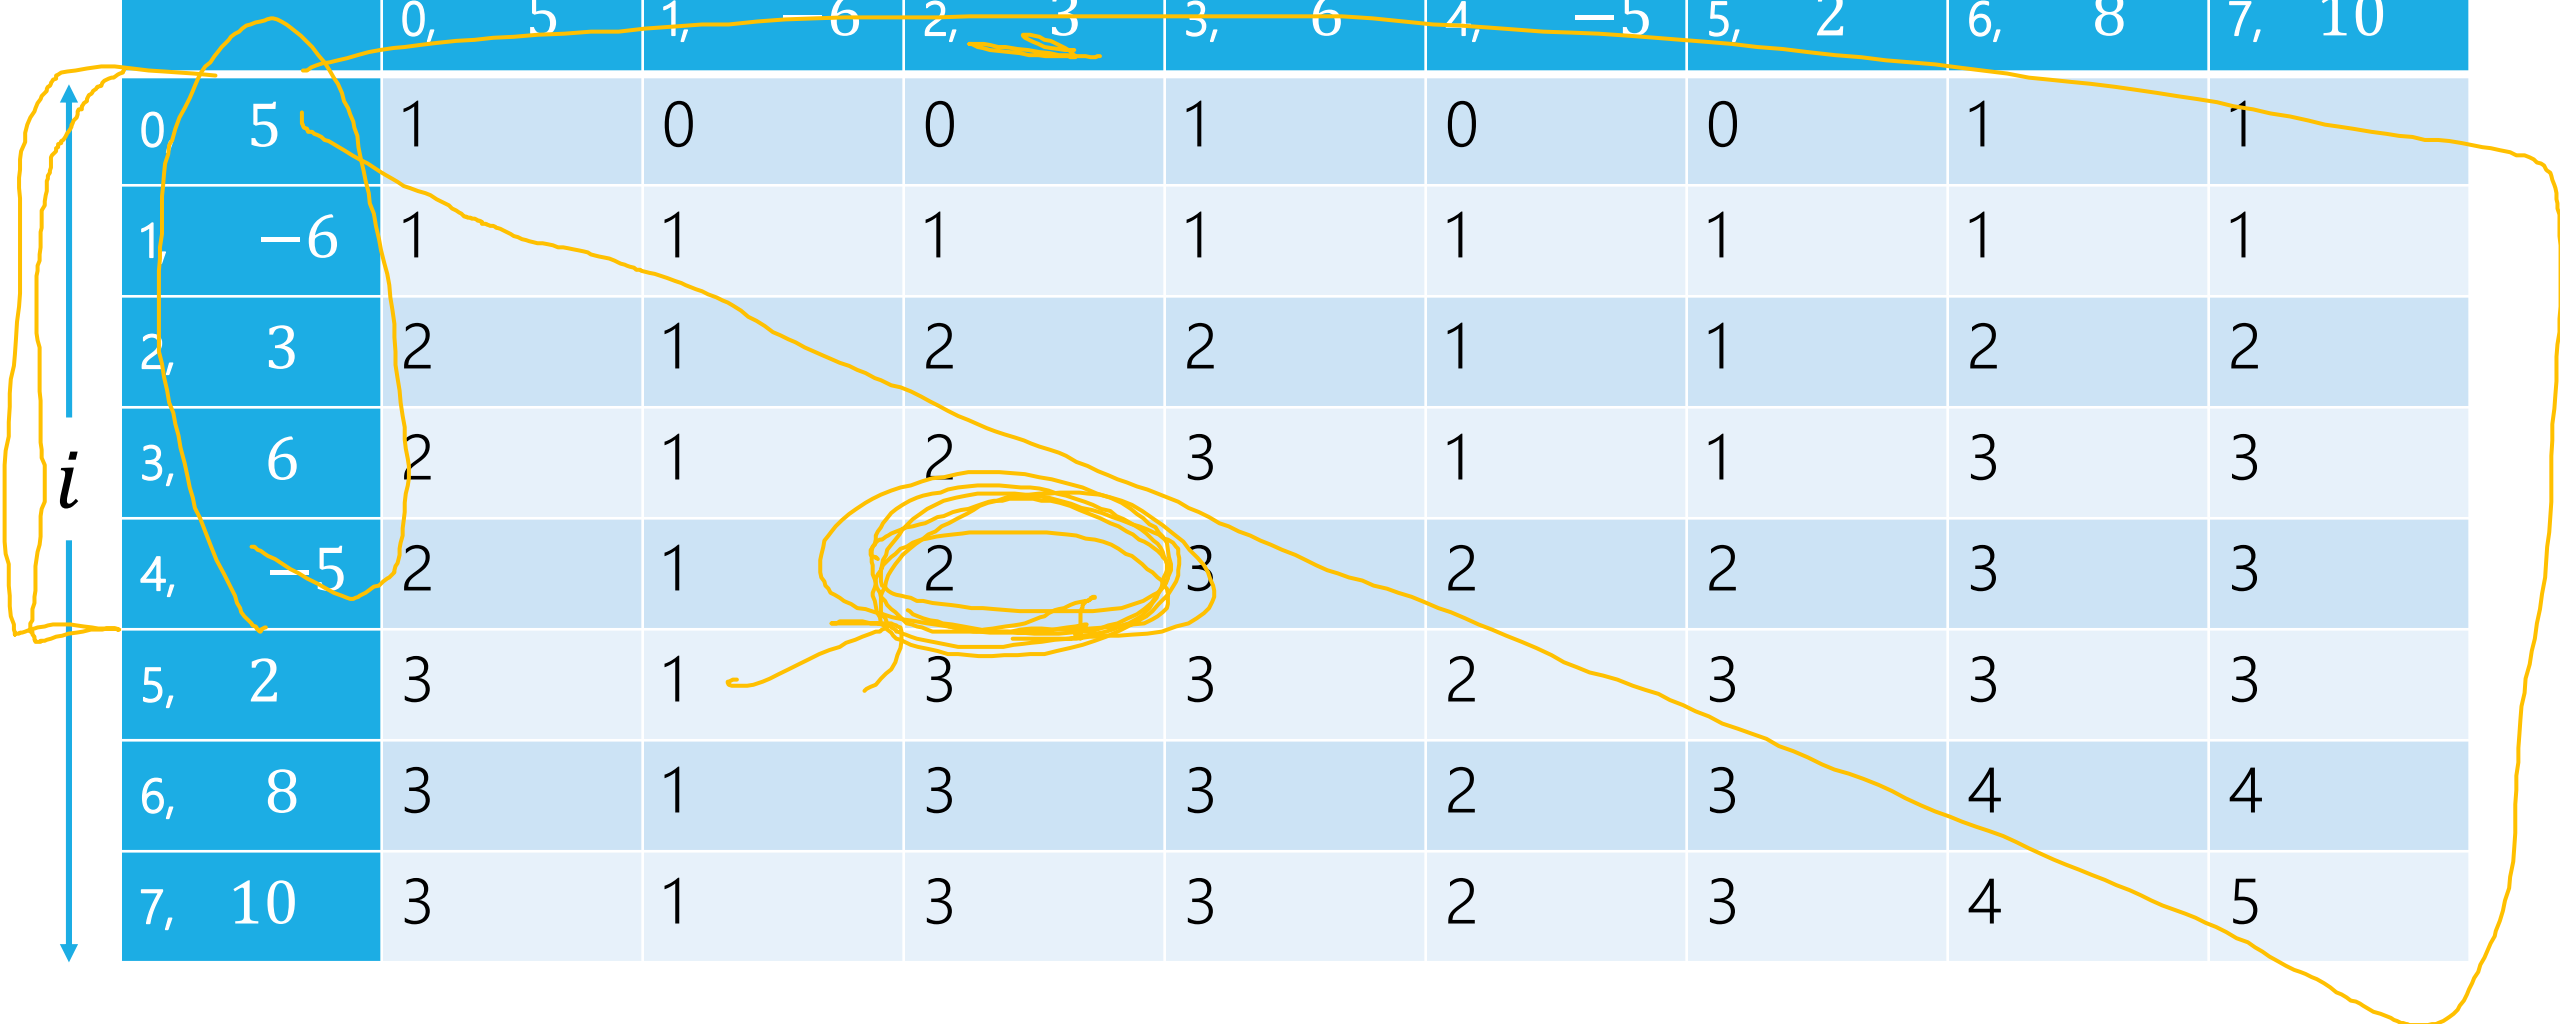 0, 5 1, −6 2, 3 3, 6 4, −5 5, 2 6, 8 7, 10
0 5 1 0 0 1 0 0 1 1
1, −6 1 1 1 1 1 1 1 1
2, 3 2 1 2 2 1 1 2 2
3, 6 2 1 2 3 1 1 3 3
i
4, −5 2 1 2 3 2 2 3 3
5, 2 3 1 3 3 2 3 3 3
6, 8 3 1 3 3 2 3 4 4
7, 10 3 1 3 3 2 3 4 5